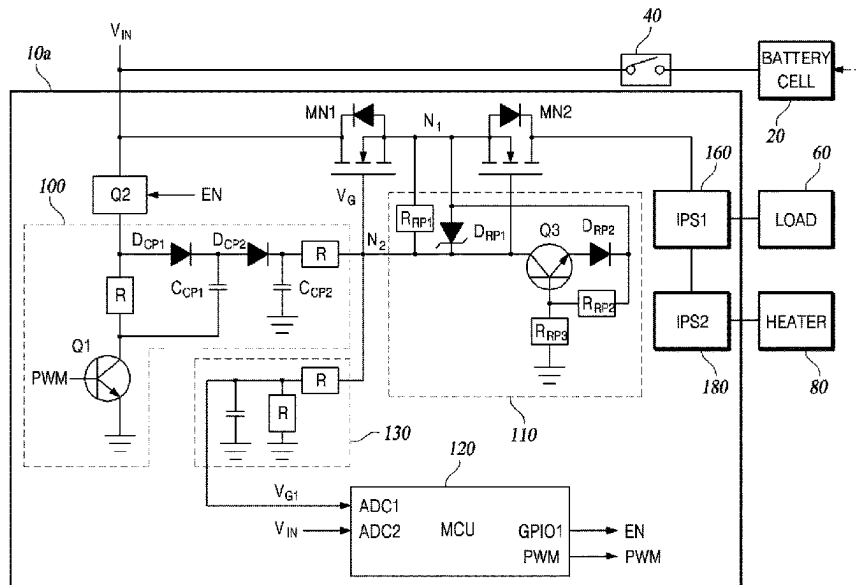 V_IN
40
10a
BATTERY
CELL
20
MN1
N_1
MN2
160
60
V_G
IPS1
LOAD
100
Q2
EN
R_RP1
D_RP1
Q3
D_RP2
D_CP1
D_CP2
R
N_2
C_CP1
C_CP2
R
R_RP2
R_RP3
IPS2
HEATER
180
80
Q1
PWM
R
R
130
110
120
V_G1
ADC1
V_IN
ADC2
MCU
GPIO1
EN
PWM
PWM